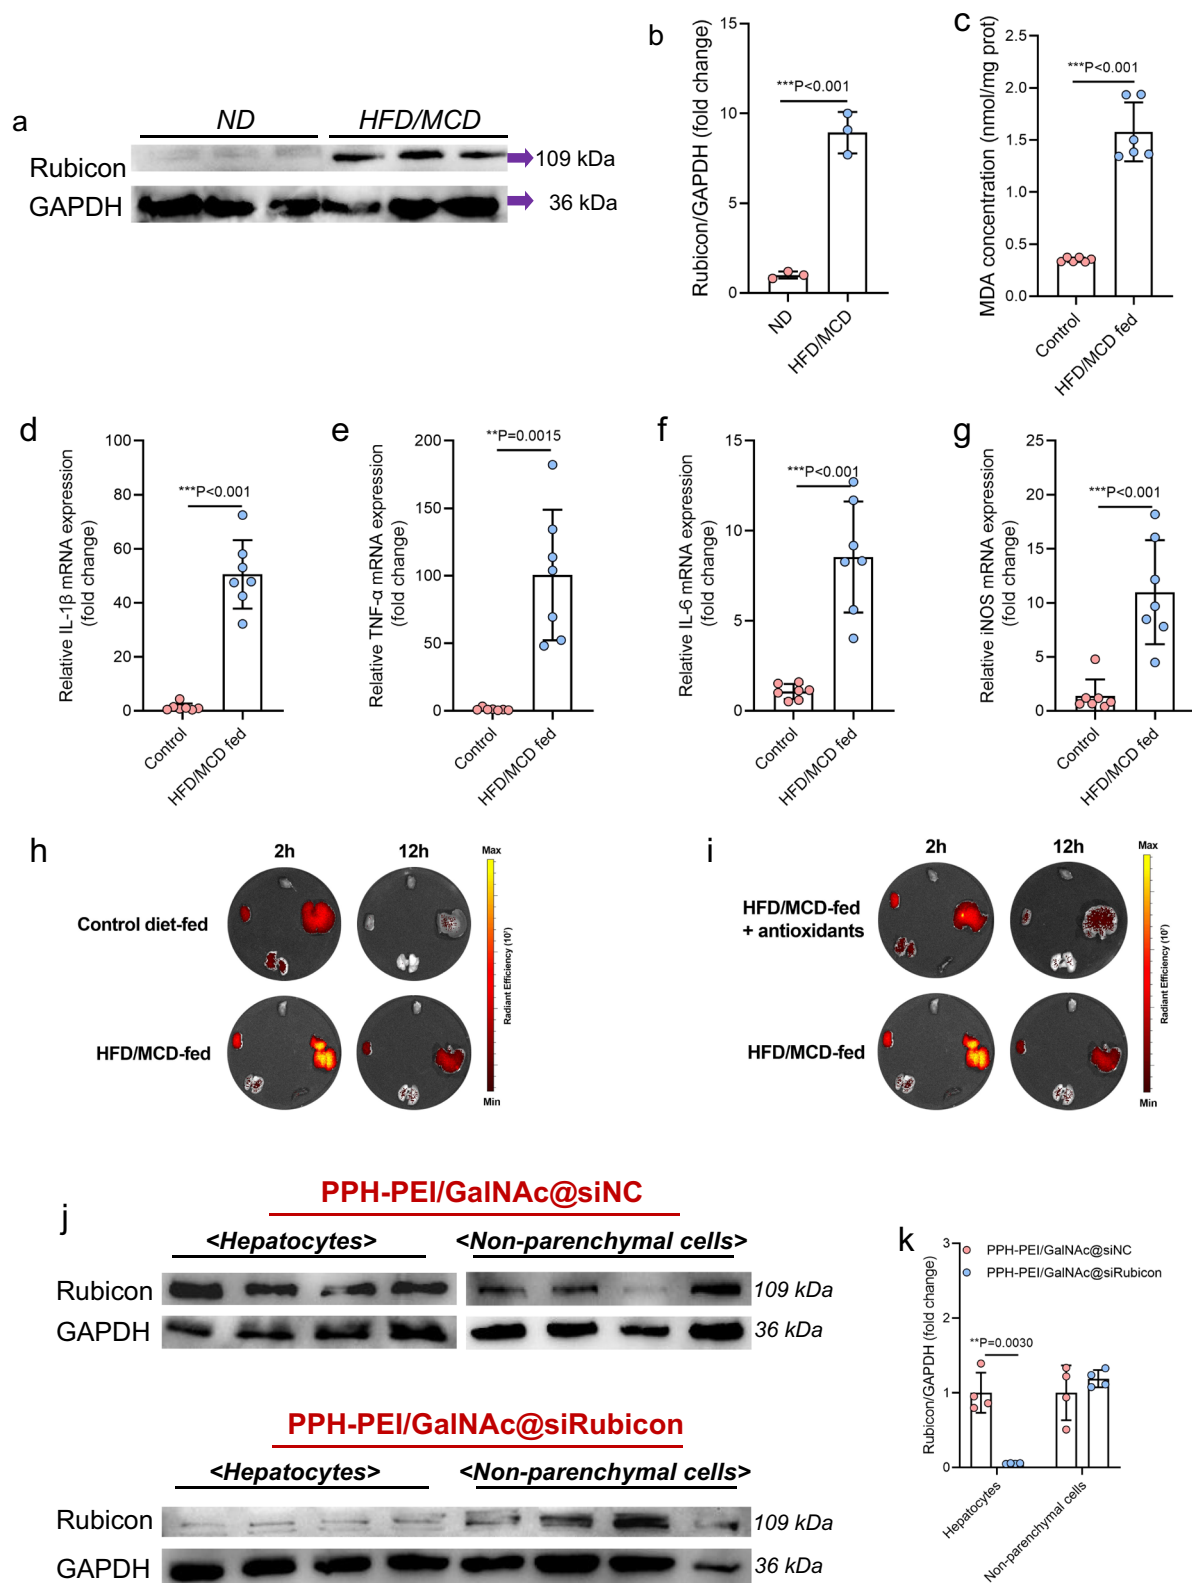 a
ND
HFD/MCD
Rubicon
109 kDa
GAPDH
36 kDa
b
Rubicon/GAPDH (fold change)
15
10
5
0
***P<0.001
ND
HFD/MCD
c
MDA concentration (nmol/mg prot)
2.5
2.0
1.5
1.0
0.5
0.0
***P<0.001
Control
HFD/MCD fed
d
Relative IL-1β mRNA expression
(fold change)
100
80
60
40
20
0
***P<0.001
Control
HFD/MCD fed
e
Relative TNF-α mRNA expression
(fold change)
200
150
100
50
0
**P=0.0015
Control
HFD/MCD fed
f
Relative IL-6 mRNA expression
(fold change)
15
10
5
0
***P<0.001
Control
HFD/MCD fed
g
Relative iNOS mRNA expression
(fold change)
25
20
15
10
5
0
***P<0.001
Control
HFD/MCD fed
h
2h
12h
Control diet-fed
HFD/MCD-fed
Max
Min
i
2h
12h
HFD/MCD-fed
+ antioxidants
HFD/MCD-fed
Max
Min
j
PPH-PEI/GalNAc@siNC
<Hepatocytes>
<Non-parenchymal cells>
Rubicon
109 kDa
GAPDH
36 kDa
PPH-PEI/GalNAc@siRubicon
<Hepatocytes>
<Non-parenchymal cells>
Rubicon
109 kDa
GAPDH
36 kDa
k
PPH-PEI/GalNAc@siNC
PPH-PEI/GalNAc@siRubicon
Rubicon/GAPDH (fold change)
3
2
1
0
**P=0.0030
Hepatocytes
Non-parenchymal cells